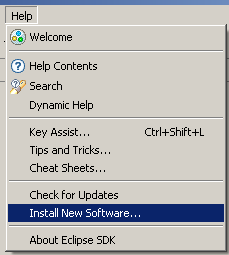 Help
Welcome
Help Contents
Search
Dynamic Help
Key Assist... Ctrl+Shift+L
Tips and Tricks...
Cheat Sheets...
Check for Updates
Install New Software...
About Eclipse SDK